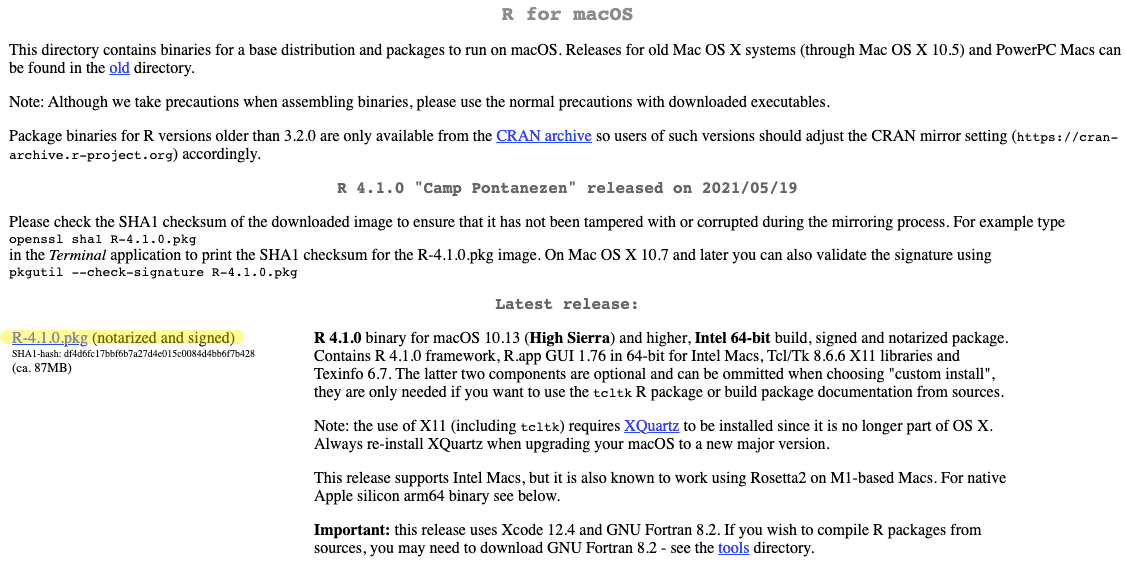 R for macOS
This directory contains binaries for a base distribution and packages to run on macOS. Releases for old Mac OS X systems (through Mac OS X 10.5) and PowerPC Macs can
be found in the old directory.
Note: Although we take precautions when assembling binaries, please use the normal precautions with downloaded executables.
Package binaries for R versions older than 3.2.0 are only available from the CRAN archive so users of such versions should adjust the CRAN mirror setting (https://cran-
archive.r-project.org) accordingly.
R 4.1.0 "Camp Pontanezen" released on 2021/05/19
Please check the SHA1 checksum of the downloaded image to ensure that it has not been tampered with or corrupted during the mirroring process. For example type
openssl sha1 R-4.1.0.pkg
in the Terminal application to print the SHA1 checksum for the R-4.1.0.pkg image. On Mac OS X 10.7 and later you can also validate the signature using
pkgutil --check-signature R-4.1.0.pkg
Latest release:
R-4.1.0.pkg (notarized and signed)
SHA1-hash: df4d6fc17bbf6b7a27d4e015c0084d4bb6f7b428
(ca. 87MB)
R 4.1.0 binary for macOS 10.13 (High Sierra) and higher, Intel 64-bit build, signed and notarized package.
Contains R 4.1.0 framework, R.app GUI 1.76 in 64-bit for Intel Macs, Tcl/Tk 8.6.6 X11 libraries and
Texinfo 6.7. The latter two components are optional and can be ommitted when choosing "custom install",
they are only needed if you want to use the tcltk R package or build package documentation from sources.
Note: the use of X11 (including tcltk) requires XQuartz to be installed since it is no longer part of OS X.
Always re-install XQuartz when upgrading your macOS to a new major version.
This release supports Intel Macs, but it is also known to work using Rosetta2 on M1-based Macs. For native
Apple silicon arm64 binary see below.
Important: this release uses Xcode 12.4 and GNU Fortran 8.2. If you wish to compile R packages from
sources, you may need to download GNU Fortran 8.2 - see the tools directory.